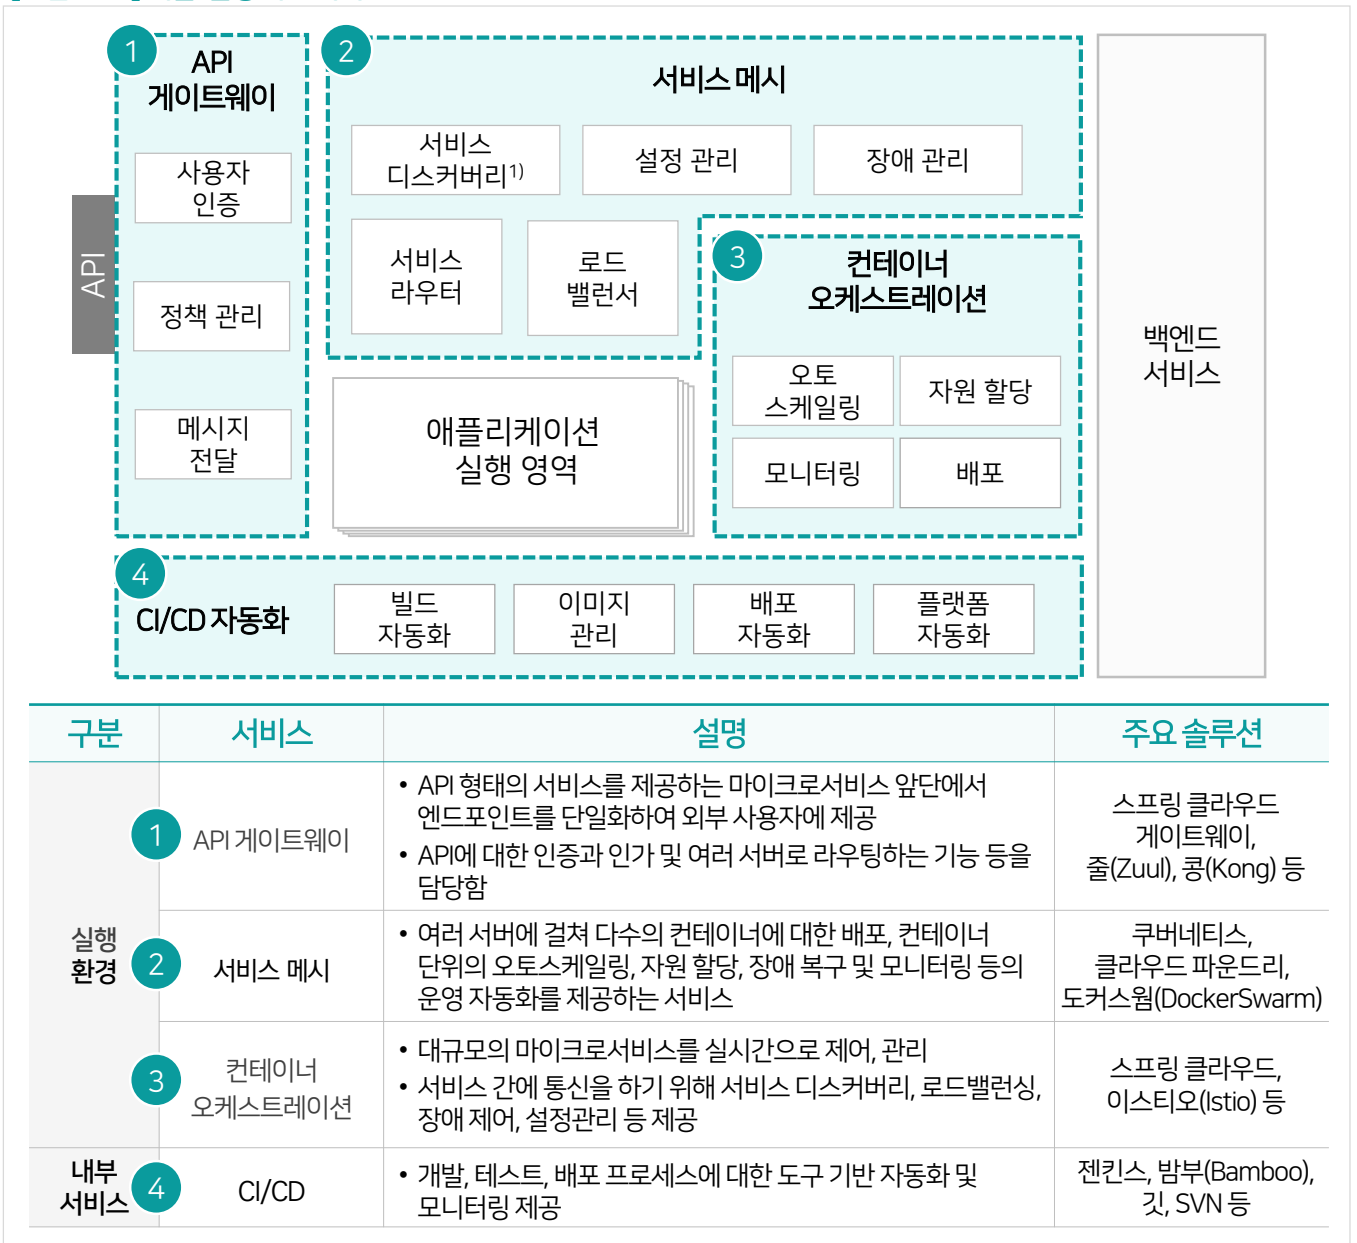 1
API
게이트웨이
사용자
인증
정책 관리
메시지
전달
API
2
서비스 메시
서비스
디스커버리1)
설정 관리
장애 관리
서비스
라우터
로드
밸런서
3
컨테이너
오케스트레이션
오토
스케일링
자원 할당
모니터링
배포
애플리케이션
실행 영역
백엔드
서비스
4
CI/CD 자동화
빌드
자동화
이미지
관리
배포
자동화
플랫폼
자동화
구분
서비스
설명
주요 솔루션
실행
환경
1
API 게이트웨이
• API 형태의 서비스를 제공하는 마이크로서비스 앞단에서
엔드포인트를 단일화하여 외부 사용자에 제공
• API에 대한 인증과 인가 및 여러 서버로 라우팅하는 기능 등을
담당함
스프링 클라우드
게이트웨이,
줄(Zuul), 콩(Kong) 등
2
서비스 메시
• 여러 서버에 걸쳐 다수의 컨테이너에 대한 배포, 컨테이너
단위의 오토스케일링, 자원 할당, 장애 복구 및 모니터링 등의
운영 자동화를 제공하는 서비스
쿠버네티스,
클라우드 파운드리,
도커스웜(DockerSwarm)
3
컨테이너
오케스트레이션
• 대규모의 마이크로서비스를 실시간으로 제어, 관리
• 서비스 간에 통신을 하기 위해 서비스 디스커버리, 로드밸런싱,
장애 제어, 설정관리 등 제공
스프링 클라우드,
이스티오(Istio) 등
내부
서비스
4
CI/CD
• 개발, 테스트, 배포 프로세스에 대한 도구 기반 자동화 및
모니터링 제공
젠킨스, 밤부(Bamboo),
깃, SVN 등